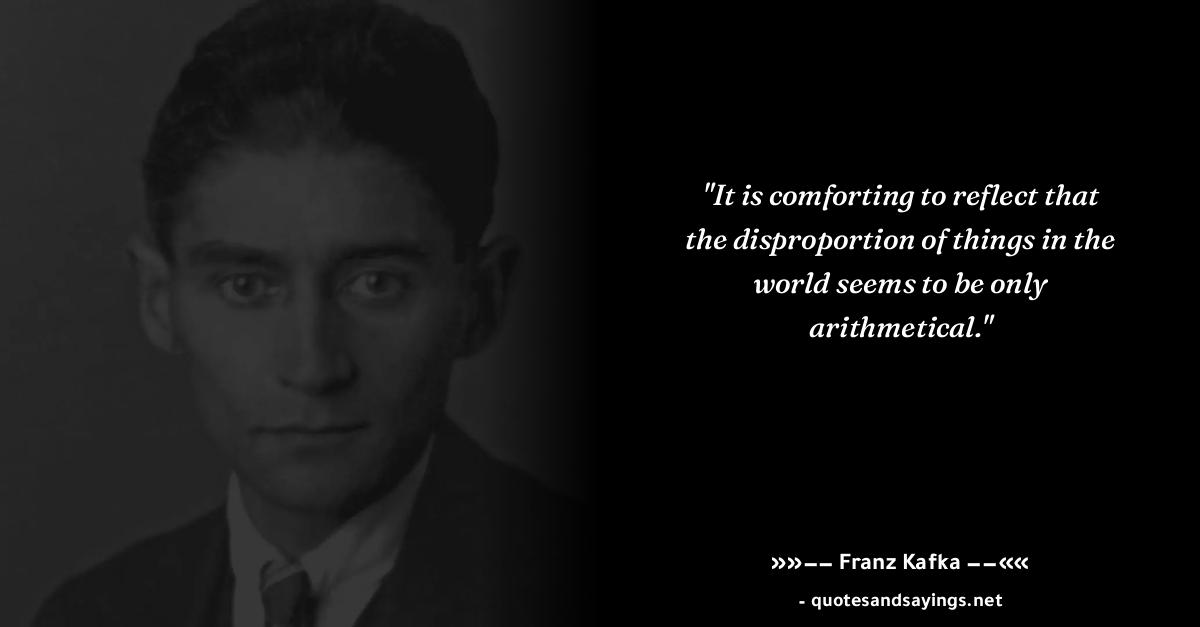 "It is comforting to reflect that
the disproportion of things in the
world seems to be only
arithmetical."
»»–– Franz Kafka ––««
- quotesandsayings.net